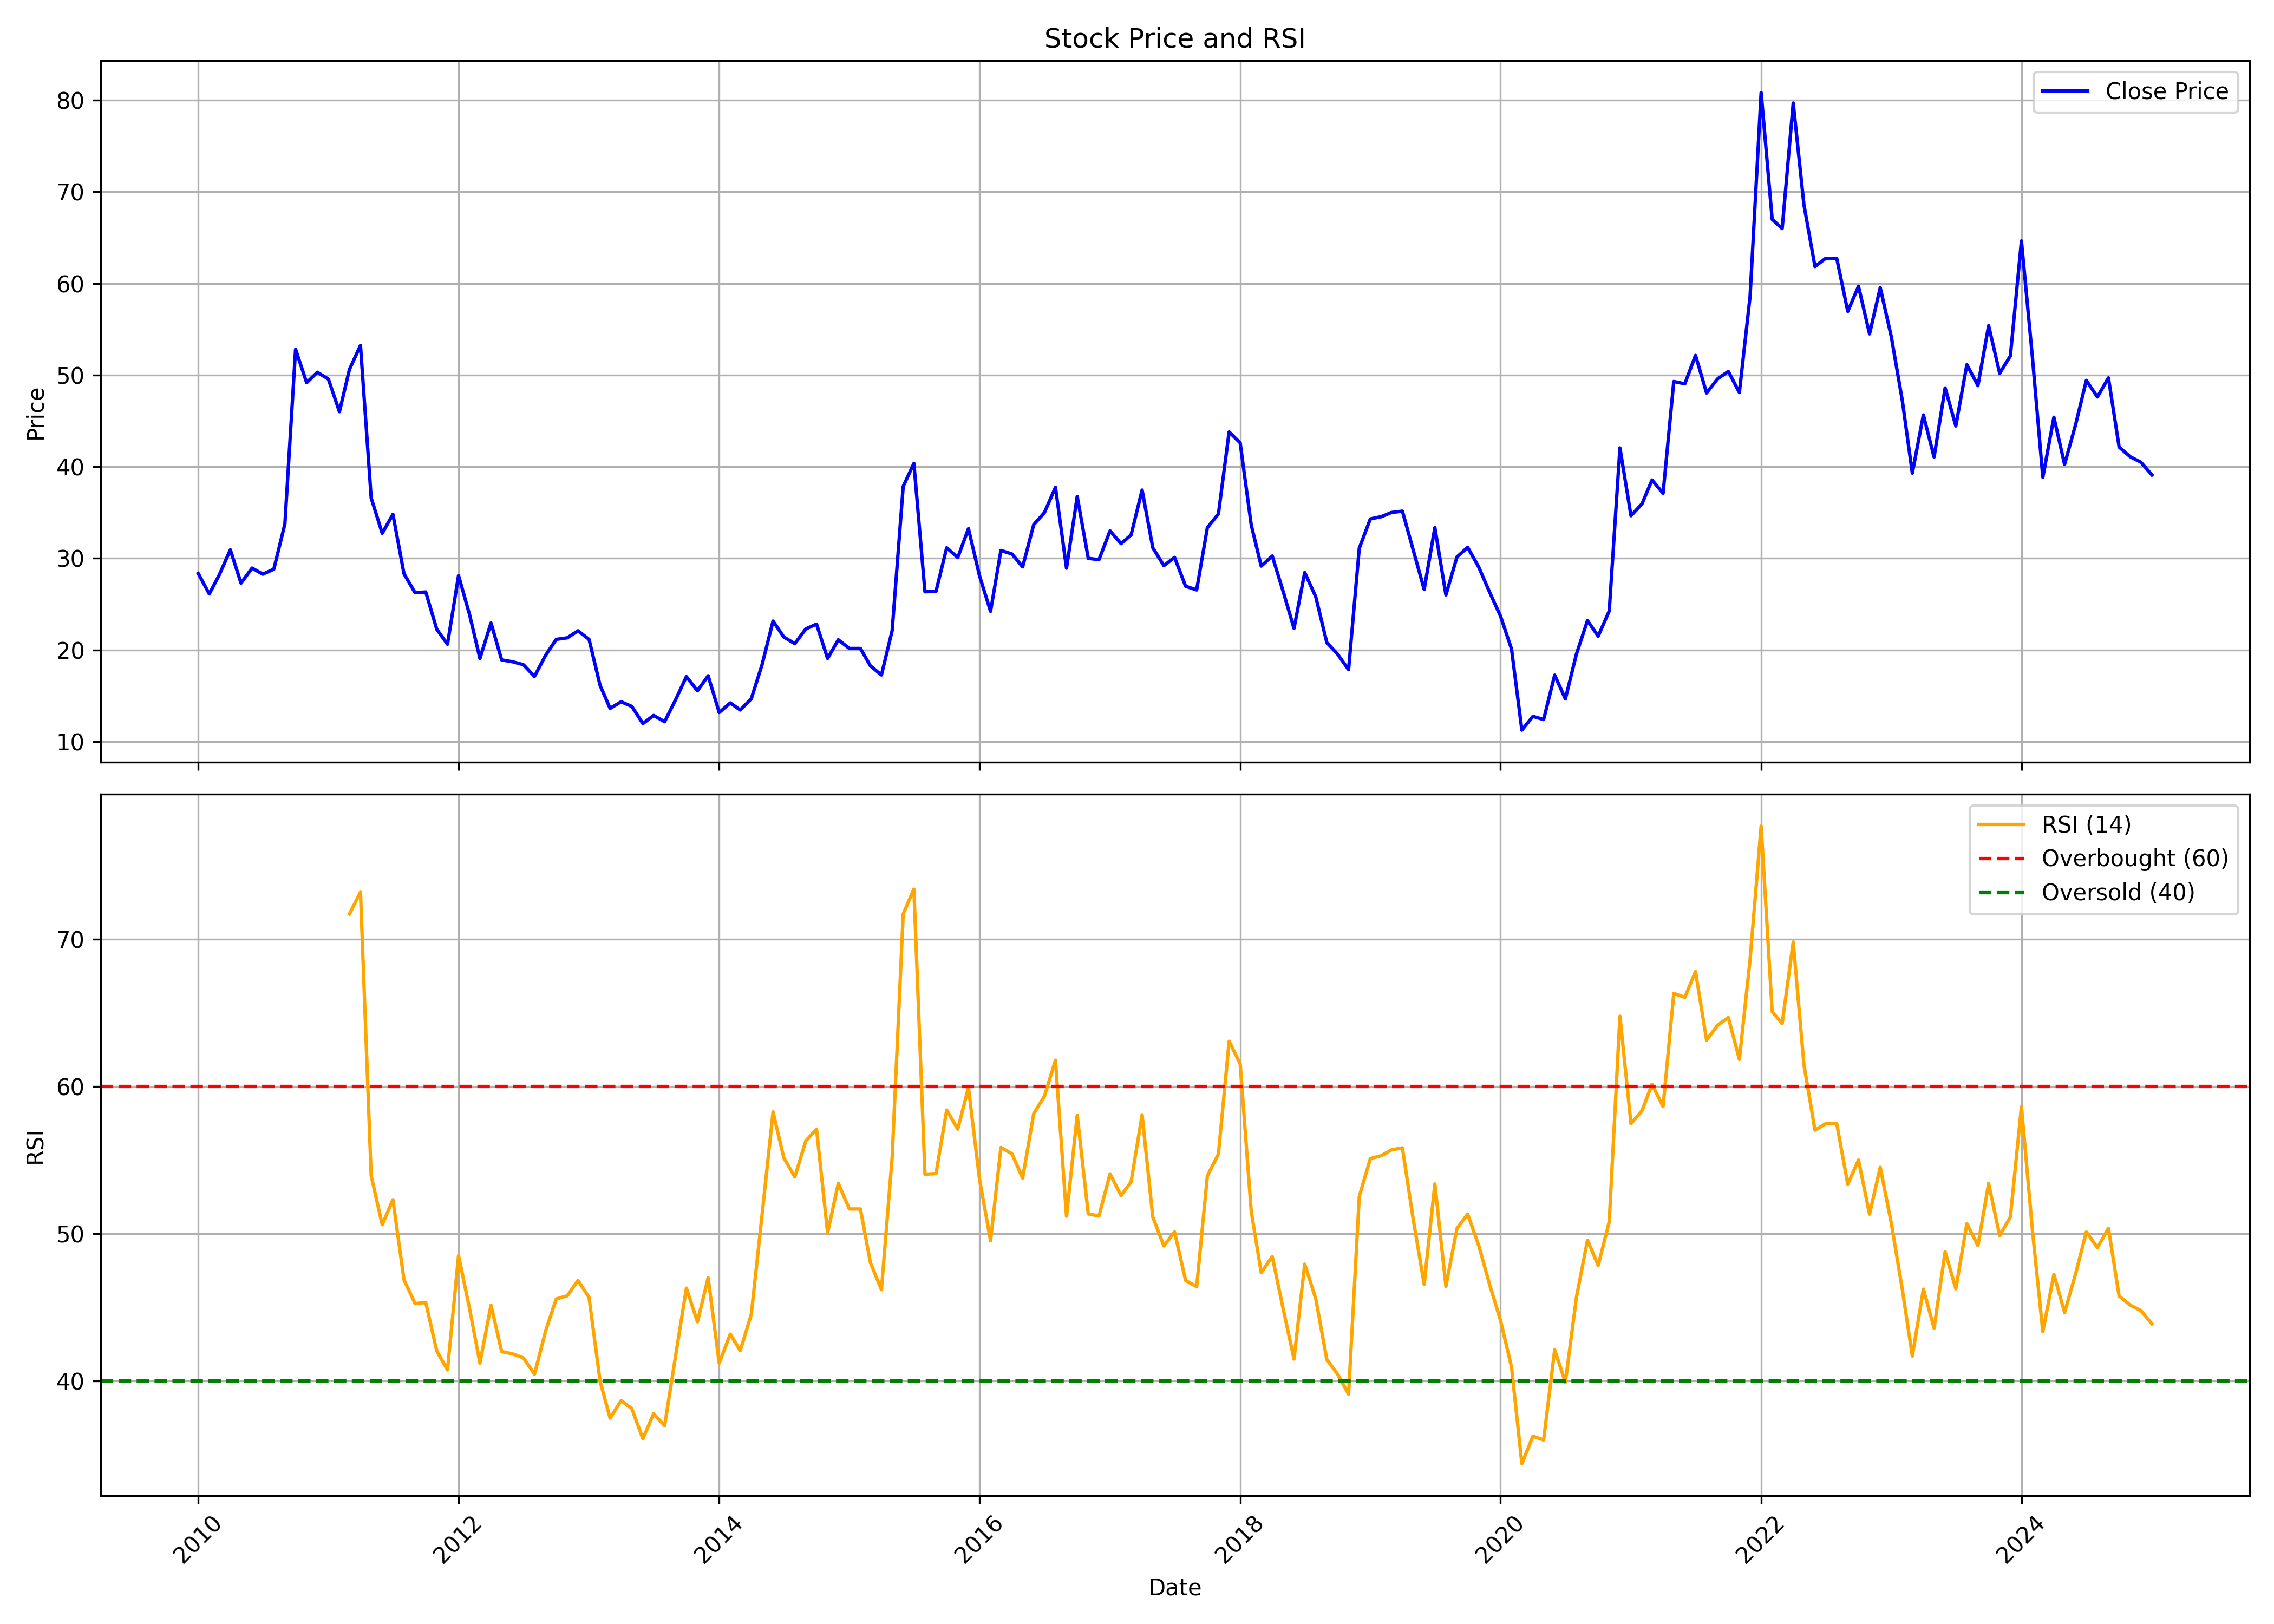 Stock Price and RSI
Close Price
80
70
60
50
40
30
20
10
Price
RSI (14)
Overbought (60)
Oversold (40)
70
60
50
40
RSI
2010 2012 2014 2016 2018 2020 2022 2024
Date